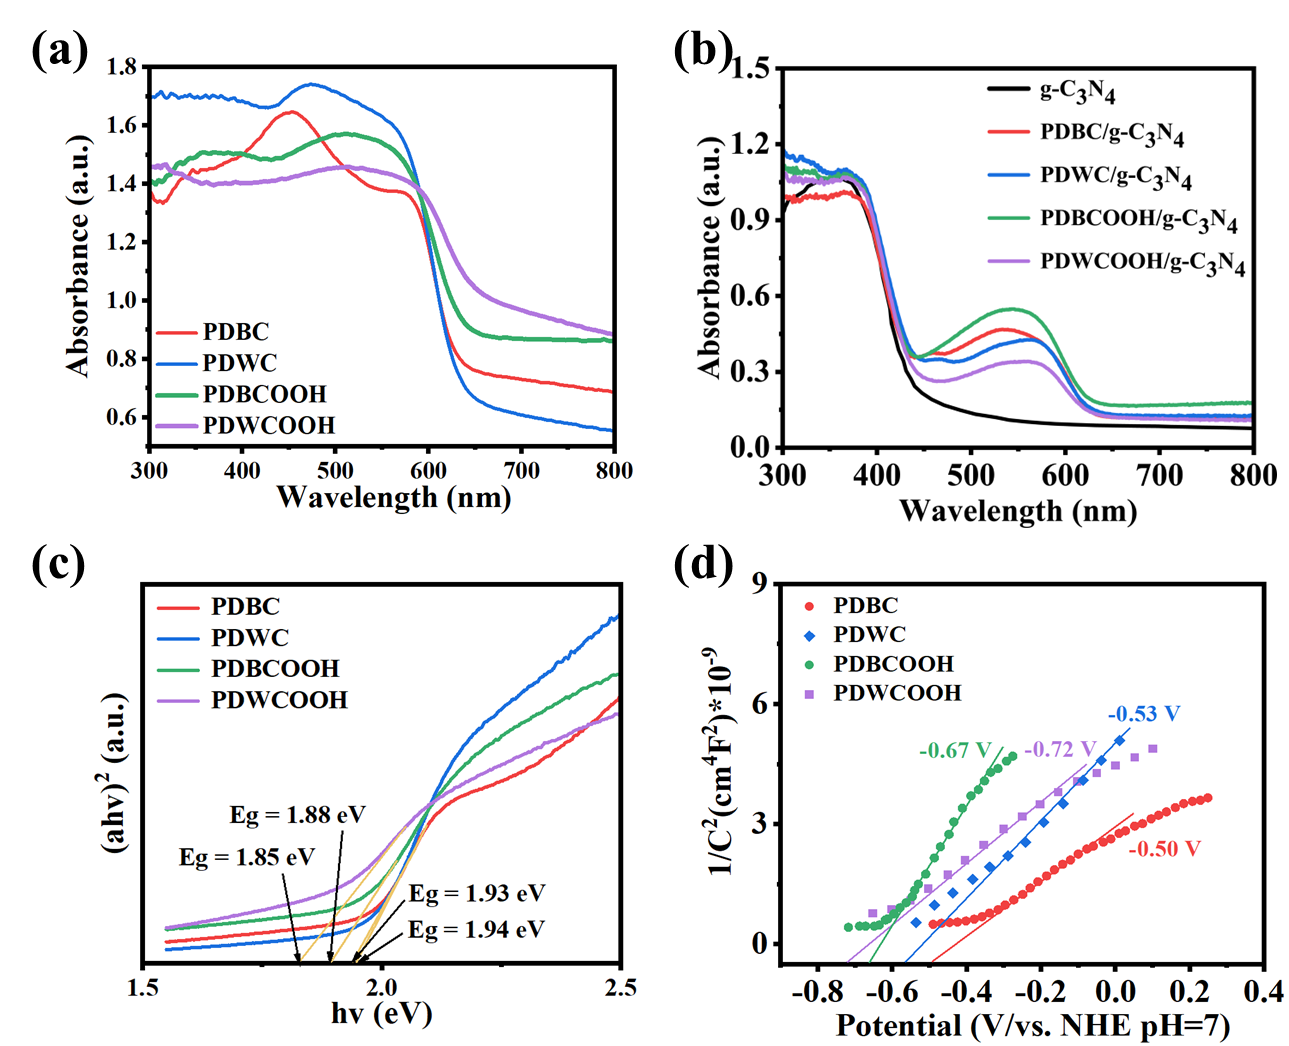 (a)
1.8
1.6
1.4
1.2
1.0
0.8
0.6
Absorbance (a.u.)
PDBC
PDWC
PDBCOOH
PDWCOOH
300 400 500 600 700 800
Wavelength (nm)
(b)
1.5
1.2
0.9
0.6
0.3
0.0
Absorbance (a.u.)
g-C₃N₄
PDBC/g-C₃N₄
PDWC/g-C₃N₄
PDBCOOH/g-C₃N₄
PDWCOOH/g-C₃N₄
300 400 500 600 700 800
Wavelength (nm)
(c)
(ahv)² (a.u.)
PDBC
PDWC
PDBCOOH
PDWCOOH
Eg = 1.88 eV
Eg = 1.85 eV
Eg = 1.93 eV
Eg = 1.94 eV
1.5 2.0 2.5
hv (eV)
(d)
9
6
3
0
1/C²(cm⁴F²)*10⁻⁹
PDBC
PDWC
PDBCOOH
PDWCOOH
-0.53 V
-0.67 V
-0.72 V
-0.50 V
-0.8 -0.6 -0.4 -0.2 0.0 0.2 0.4
Potential (V/vs. NHE pH=7)